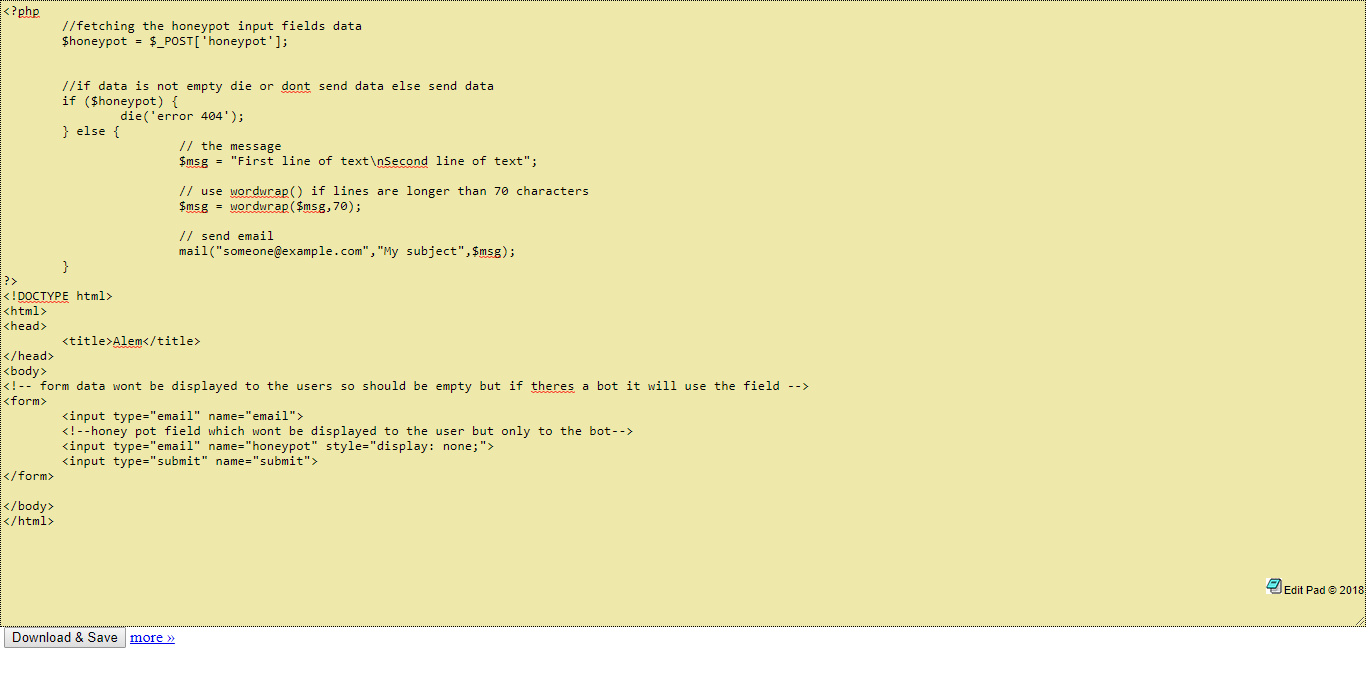 <?php
//fetching the honeypot input fields data
$honeypot = $_POST['honeypot'];
//if data is not empty die or dont send data else send data
if ($honeypot) {
die('error 404');
} else {
// the message
$msg = "First line of text\nSecond line of text";
// use wordwrap() if lines are longer than 70 characters
$msg = wordwrap($msg,70);
// send email
mail("someone@example.com","My subject",$msg);
}
?>
<!DOCTYPE html>
<html>
<head>
<title>Alem</title>
</head>
<body>
<!-- form data wont be displayed to the users so should be empty but if theres a bot it will use the field -->
<form>
<input type="email" name="email">
<!--honey pot field which wont be displayed to the user but only to the bot-->
<input type="email" name="honeypot" style="display: none;">
<input type="submit" name="submit">
</form>
</body>
</html>
Edit Pad © 2018
Download & Save more »